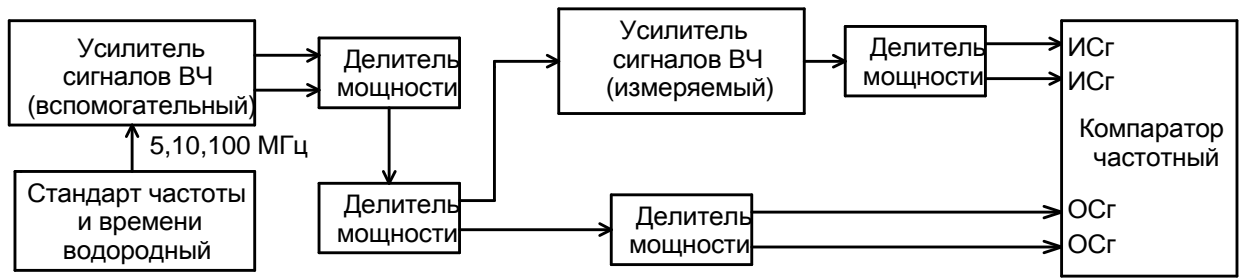 Усилитель
сигналов ВЧ
(вспомогательный)
Делитель
мощности
Усилитель
сигналов ВЧ
(измеряемый)
Делитель
мощности
ИСг
ИСг
Компаратор
частотный
5,10,100 МГц
Стандарт частоты
и времени
водородный
Делитель
мощности
Делитель
мощности
ОСг
ОСг